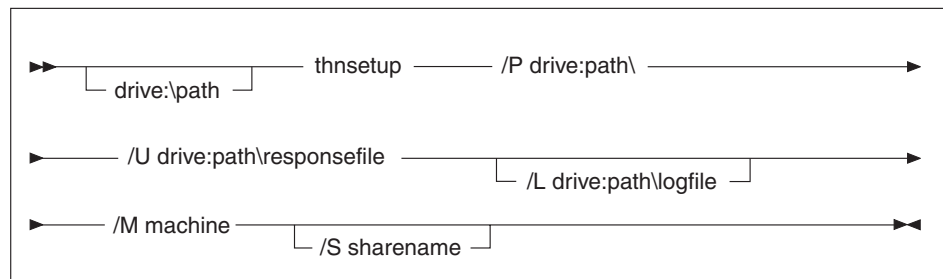 thnsetup /P drive:path\
drive:\path
/U drive:path\responsefile
/L drive:path\logfile
/M machine
/S sharename